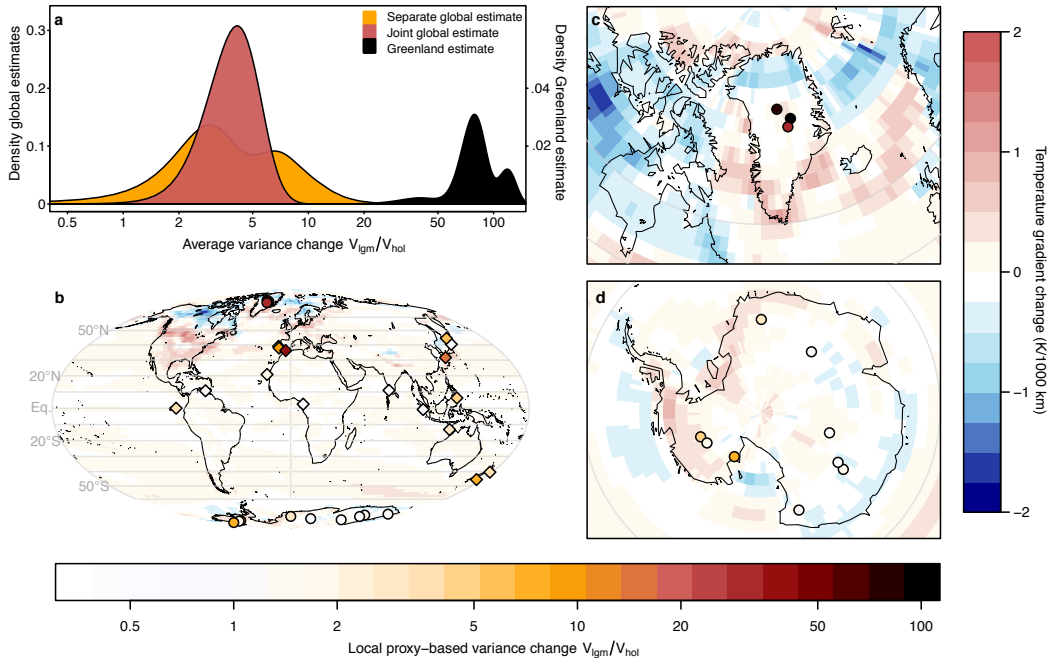 a
Separate global estimate
Joint global estimate
Greenland estimate
Density global estimates
0.3
0.2
0.1
0
Density Greenland estimate
.04
.02
0.5 1 2 5 10 20 50 100
Average variance change Vlgm/Vhol
b
50°N
20°N
Eq.
20°S
50°S
c
d
2
1
0
−1
−2
Temperature gradient change (K/1000 km)
0.5 1 2 5 10 20 50 100
Local proxy−based variance change Vlgm/Vhol